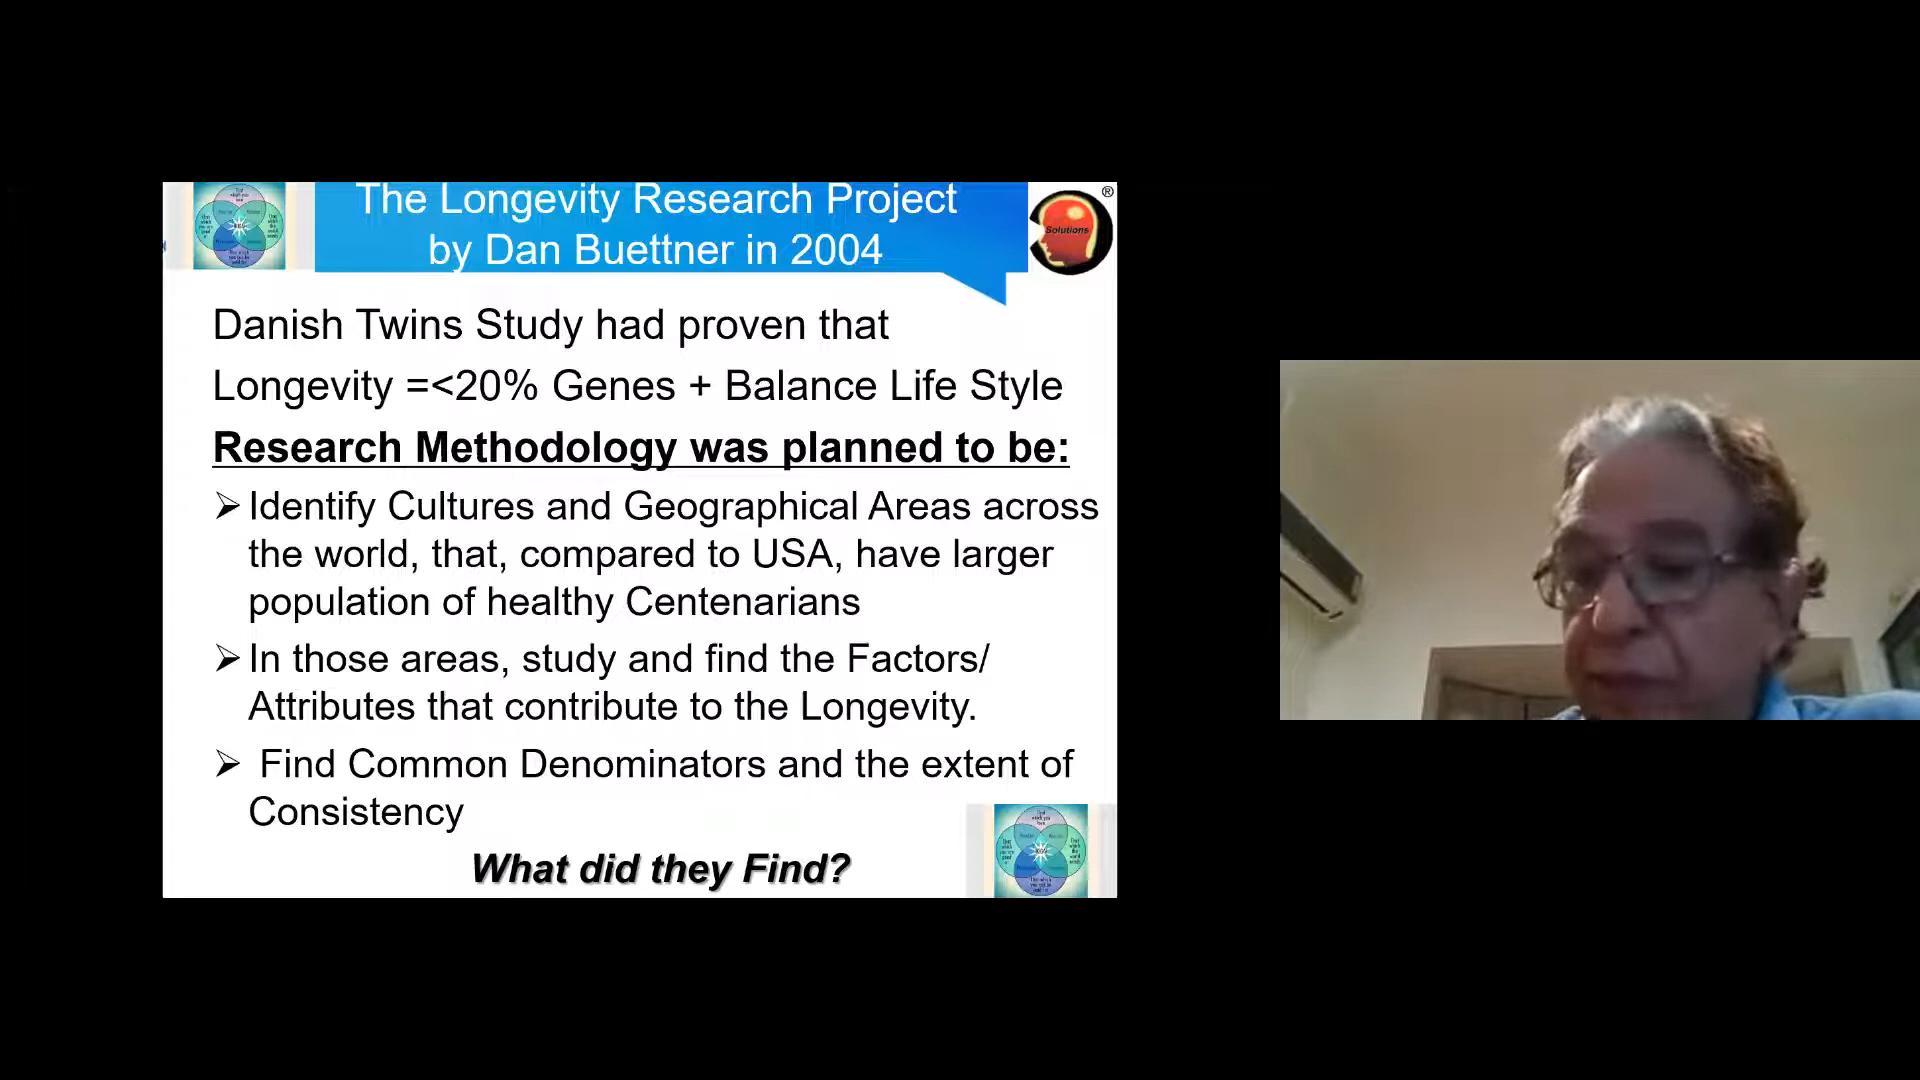 The Longevity Research Project
by Dan Buettner in 2004
®
Solutions
Danish Twins Study had proven that
Longevity =<20% Genes + Balance Life Style
Research Methodology was planned to be:
➢ Identify Cultures and Geographical Areas across
the world, that, compared to USA, have larger
population of healthy Centenarians
➢ In those areas, study and find the Factors/
Attributes that contribute to the Longevity.
➢ Find Common Denominators and the extent of
Consistency
What did they Find?